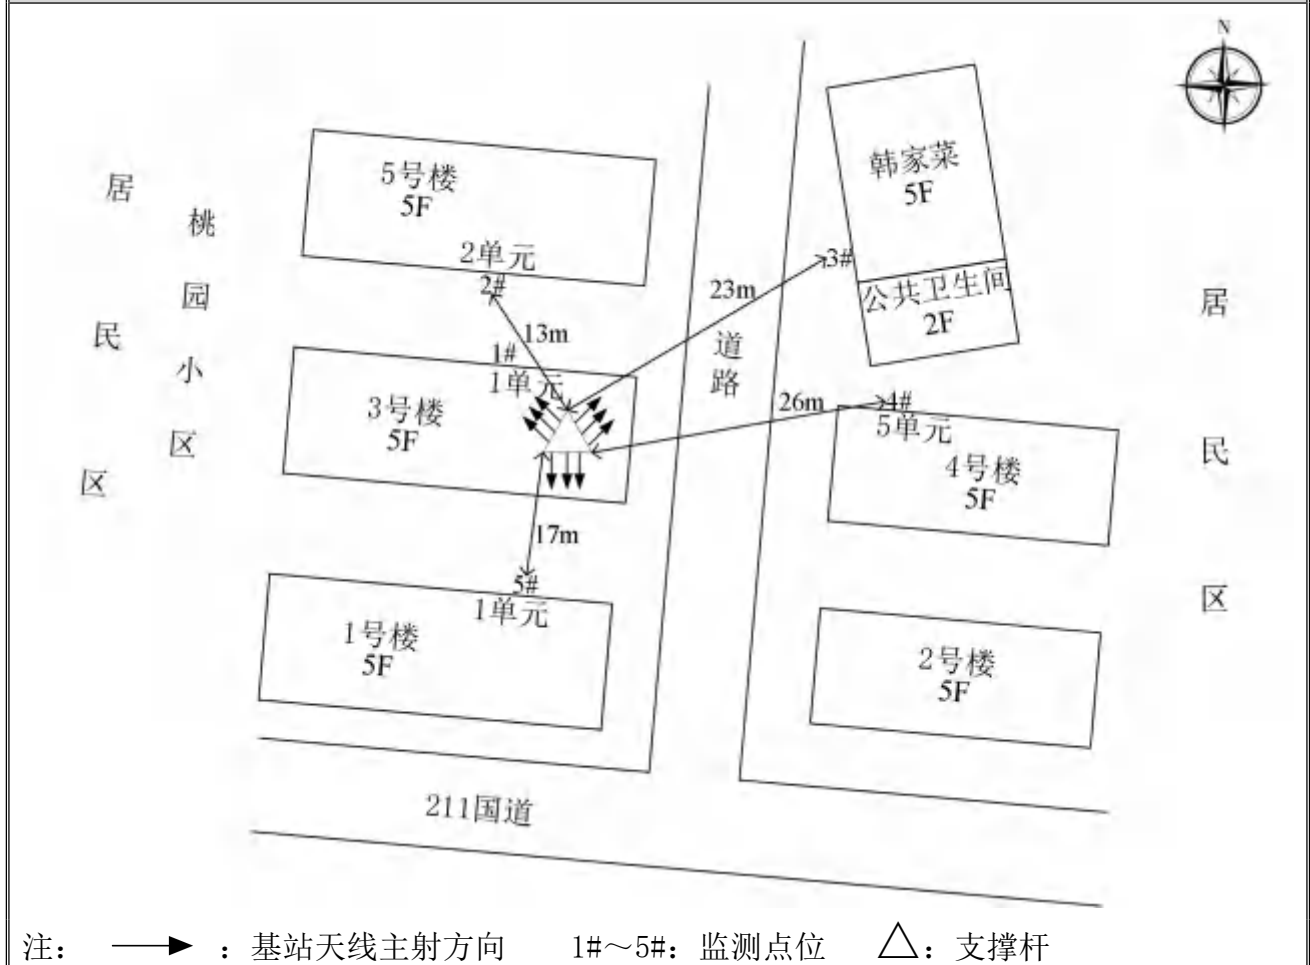 N
韩家菜
5F
5号楼
5F
居
民
区
桃
园
小
区
2单元
2#
3#
公共卫生间
2F
23m
13m
道
路
居
民
区
1#
1单元
3号楼
5F
26m
4#
5单元
4号楼
5F
17m
5#
1单元
1号楼
5F
2号楼
5F
211国道
注： ：基站天线主射方向 1#～5#：监测点位 △：支撑杆